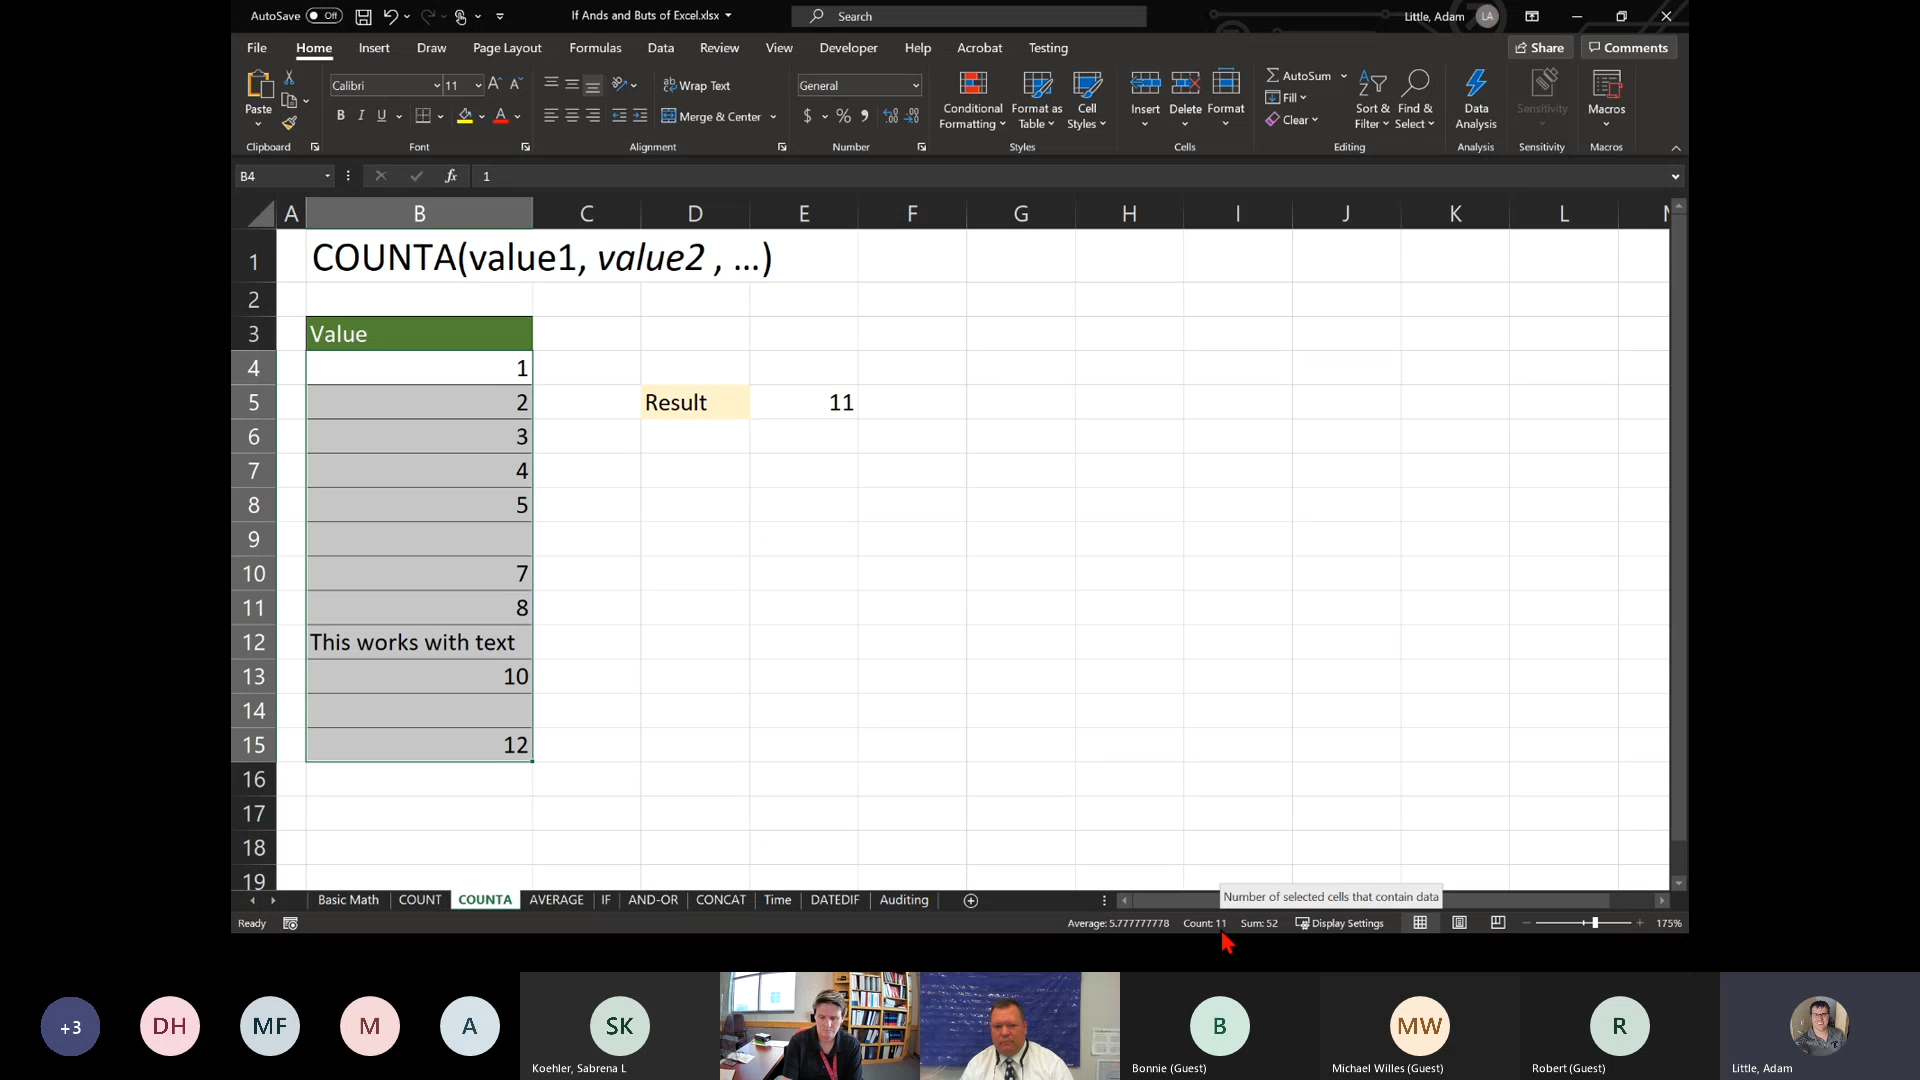 AutoSave Off If Ands and Buts of Excel.xlsx Search Little, Adam LA
File Home Insert Draw Page Layout Formulas Data Review View Developer Help Acrobat Testing Share Comments
Paste Calibri 11 Wrap Text General Conditional Formatting Format as Table Cell Styles Insert Delete Format AutoSum Fill Clear Sort & Filter Find & Select Data Analysis Sensitivity Macros
B I U A Merge & Center $ %
Clipboard Font Alignment Number Styles Cells Editing Analysis Sensitivity Macros
B4 fx 1
A B C D E F G H I J K L
1 COUNTA(value1, value2 , ...)
2
3 Value
4 1
5 2 Result 11
6 3
7 4
8 5
9
10 7
11 8
12 This works with text
13 10
14
15 12
16
17
18
19
Basic Math COUNT COUNTA AVERAGE IF AND-OR CONCAT Time DATEDIF Auditing
Number of selected cells that contain data
Ready Average: 5.777777778 Count: 11 Sum: 52 Display Settings 175%
+3 DH MF M A SK B MW R
Koehler, Sabrena L Bonnie (Guest) Michael Willes (Guest) Robert (Guest) Little, Adam